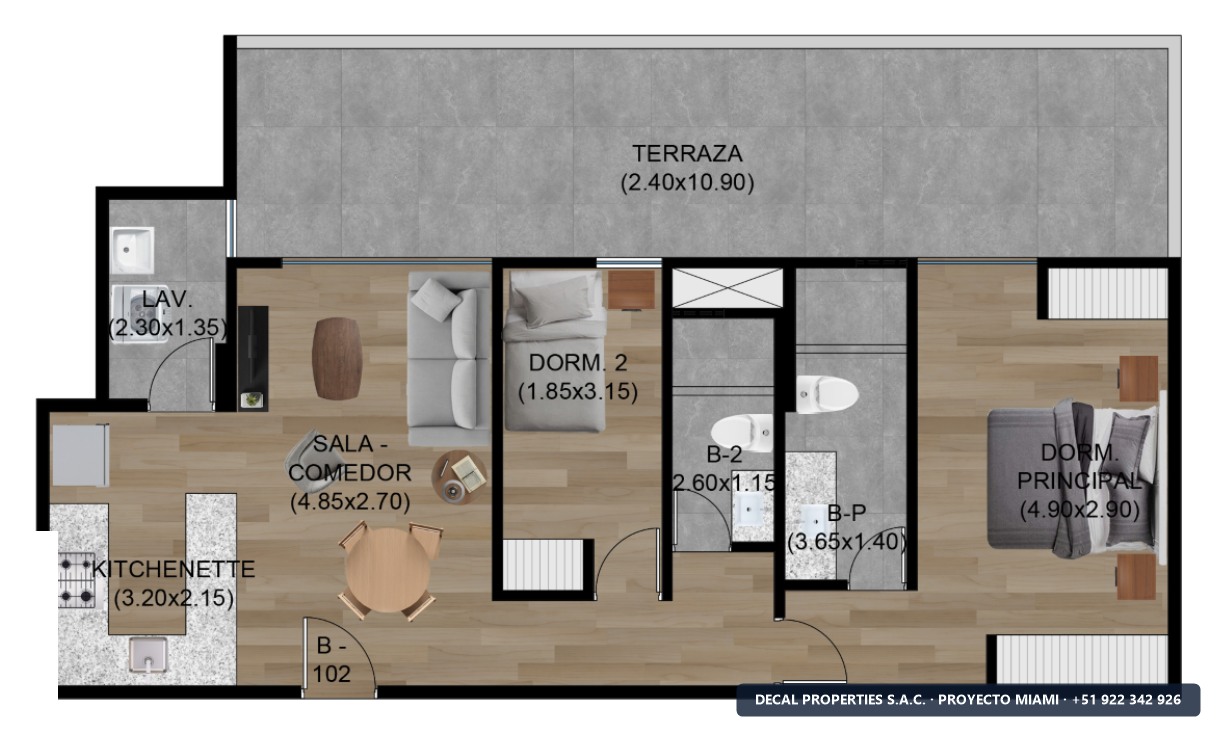 TERRAZA
(2.40x10.90)
LAV.
(2.30x1.35)
DORM. 2
(1.85x3.15)
SALA -
COMEDOR
(4.85x2.70)
B-2
2.60x1.15
B-P
(3.65x1.40)
DORM.
PRINCIPAL
(4.90x2.90)
KITCHENETTE
(3.20x2.15)
B -
102
DECAL PROPERTIES S.A.C. · PROYECTO MIAMI · +51 922 342 926